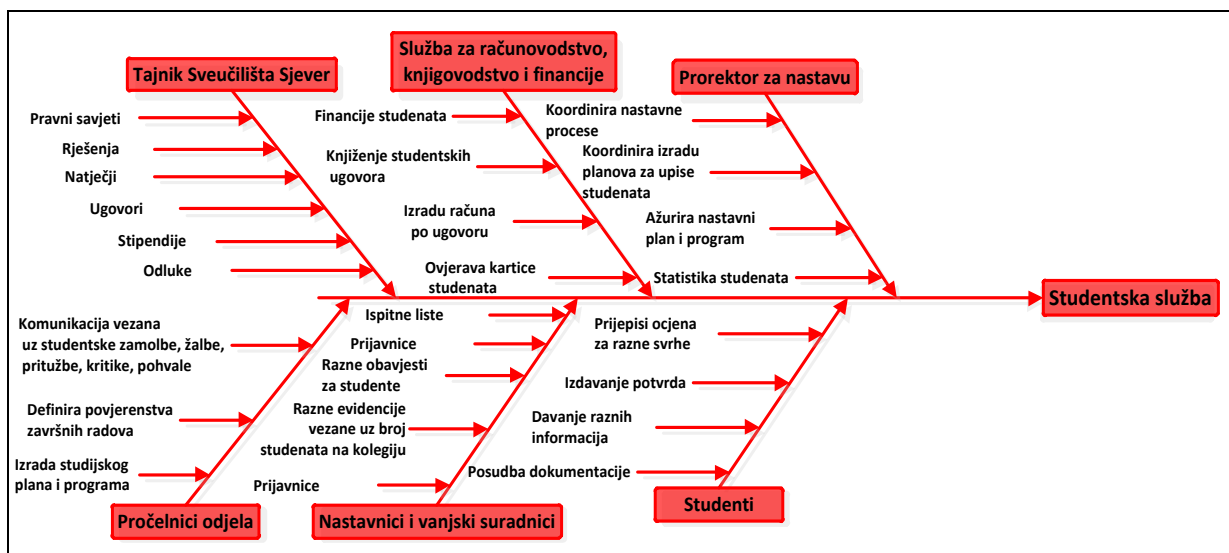 Tajnik Sveučilišta Sjever
Pravni savjeti
Rješenja
Natječji
Ugovori
Stipendije
Odluke
Služba za računovodstvo,
knjigovodstvo i financije
Financije studenata
Knjiženje studentskih
ugovora
Izradu računa
po ugovoru
Ovjerava kartice
studenata
Prorektor za nastavu
Koordinira nastavne
procese
Koordinira izradu
planova za upise
studenata
Ažurira nastavni
plan i program
Statistika studenata
Studentska služba
Komunikacija vezana
uz studentske zamolbe, žalbe,
pritužbe, kritike, pohvale
Definira povjerenstva
završnih radova
Izrada studijskog
plana i programa
Pročelnici odjela
Ispitne liste
Prijavnice
Razne obavjesti
za studente
Razne evidencije
vezane uz broj
studenata na kolegiju
Prijavnice
Nastavnici i vanjski suradnici
Prijepisi ocjena
za razne svrhe
Izdavanje potvrda
Davanje raznih
informacija
Posudba dokumentacije
Studenti